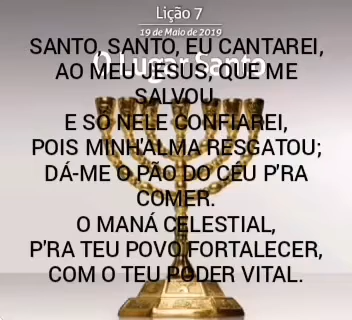 Lição 7
19 de Maio de 2019
O Lugar Santo
SANTO, SANTO, EU CANTAREI,
AO MEU JESUS, QUE ME
SALVOU,
E SÓ NELE CONFIAREI,
POIS MINH'ALMA RESGATOU;
DÁ-ME O PÃO DO CÉU P'RA
COMER.
O MANÁ CELESTIAL,
P'RA TEU POVO FORTALECER,
COM O TEU PODER VITAL.